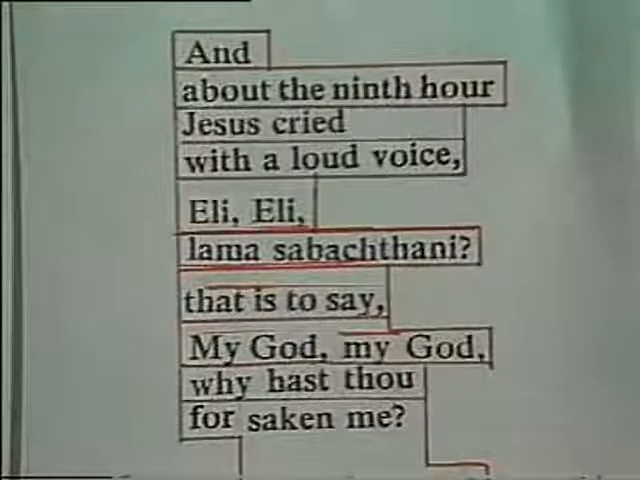 And
about the ninth hour
Jesus cried
with a loud voice,
Eli, Eli,
lama sabachthani?
that is to say,
My God, my God,
why hast thou
for saken me?